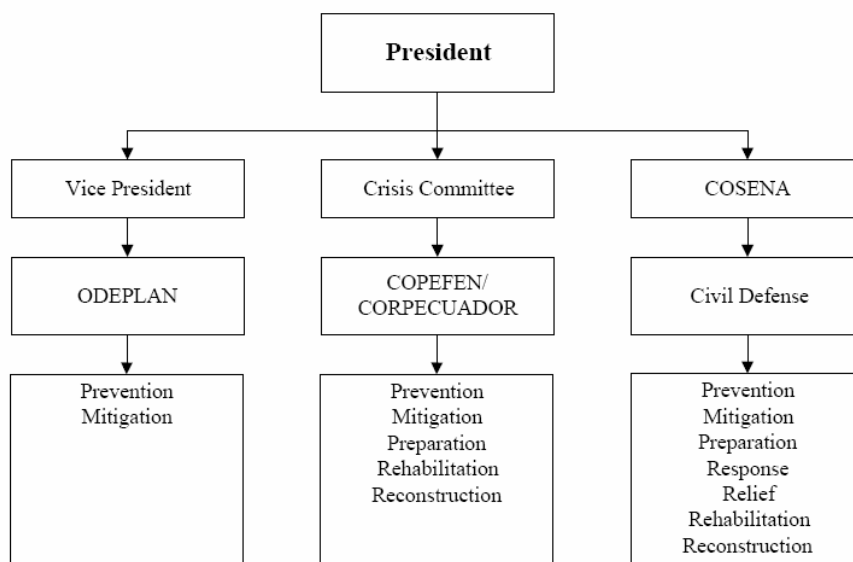 President
Vice President
Crisis Committee
COSENA
ODEPLAN
COPEFEN/
CORPECUADOR
Civil Defense
Prevention
Mitigation
Prevention
Mitigation
Preparation
Rehabilitation
Reconstruction
Prevention
Mitigation
Preparation
Response
Relief
Rehabilitation
Reconstruction